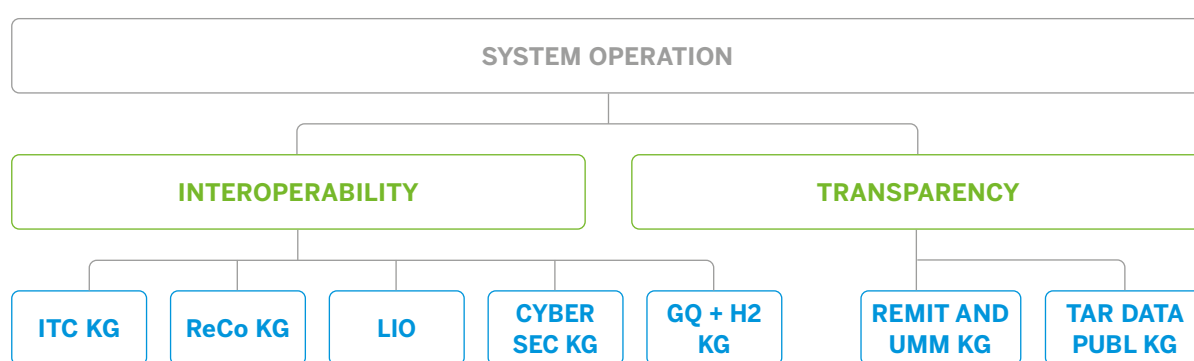 SYSTEM OPERATION
INTEROPERABILITY
TRANSPARENCY
ITC KG
ReCo KG
LIO
CYBER
SEC KG
GQ + H2
KG
REMIT AND
UMM KG
TAR DATA
PUBL KG